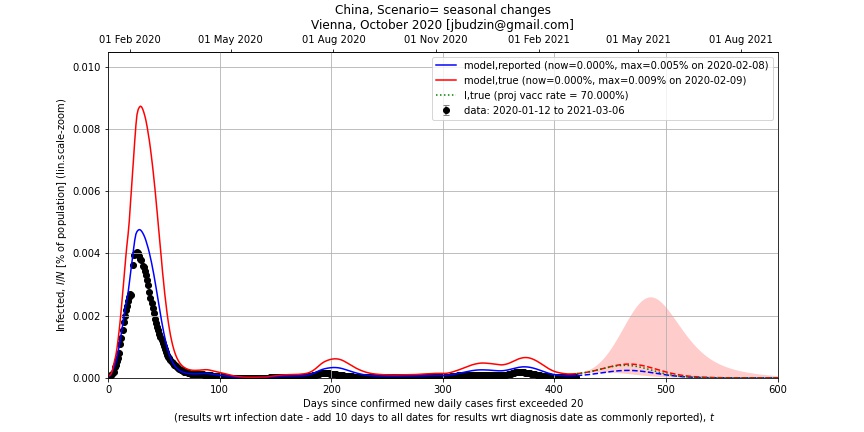 China, Scenario= seasonal changes
Vienna, October 2020 [jbudzin@gmail.com]
01 Feb 2020 01 May 2020 01 Aug 2020 01 Nov 2020 01 Feb 2021 01 May 2021 01 Aug 2021
model,reported (now=0.000%, max=0.005% on 2020-02-08)
model,true (now=0.000%, max=0.009% on 2020-02-09)
I,true (proj vacc rate = 70.000%)
data: 2020-01-12 to 2021-03-06
Infected, I/N [% of population] (lin.scale-zoom)
0.010
0.008
0.006
0.004
0.002
0.000
0 100 200 300 400 500 600
Days since confirmed new daily cases first exceeded 20
(results wrt infection date - add 10 days to all dates for results wrt diagnosis date as commonly reported), t